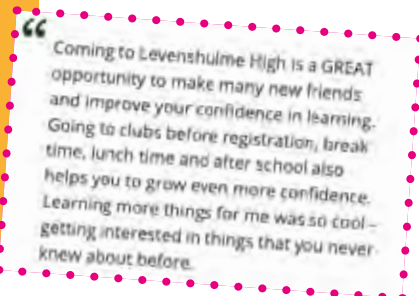 “
Coming to Levenshulme High is a GREAT
opportunity to make many new friends
and improve your confidence in learning.
Going to clubs before registration, break
time, lunch time and after school also
helps you to grow even more confidence.
Learning more things for me was so cool –
getting interested in things that you never
knew about before.